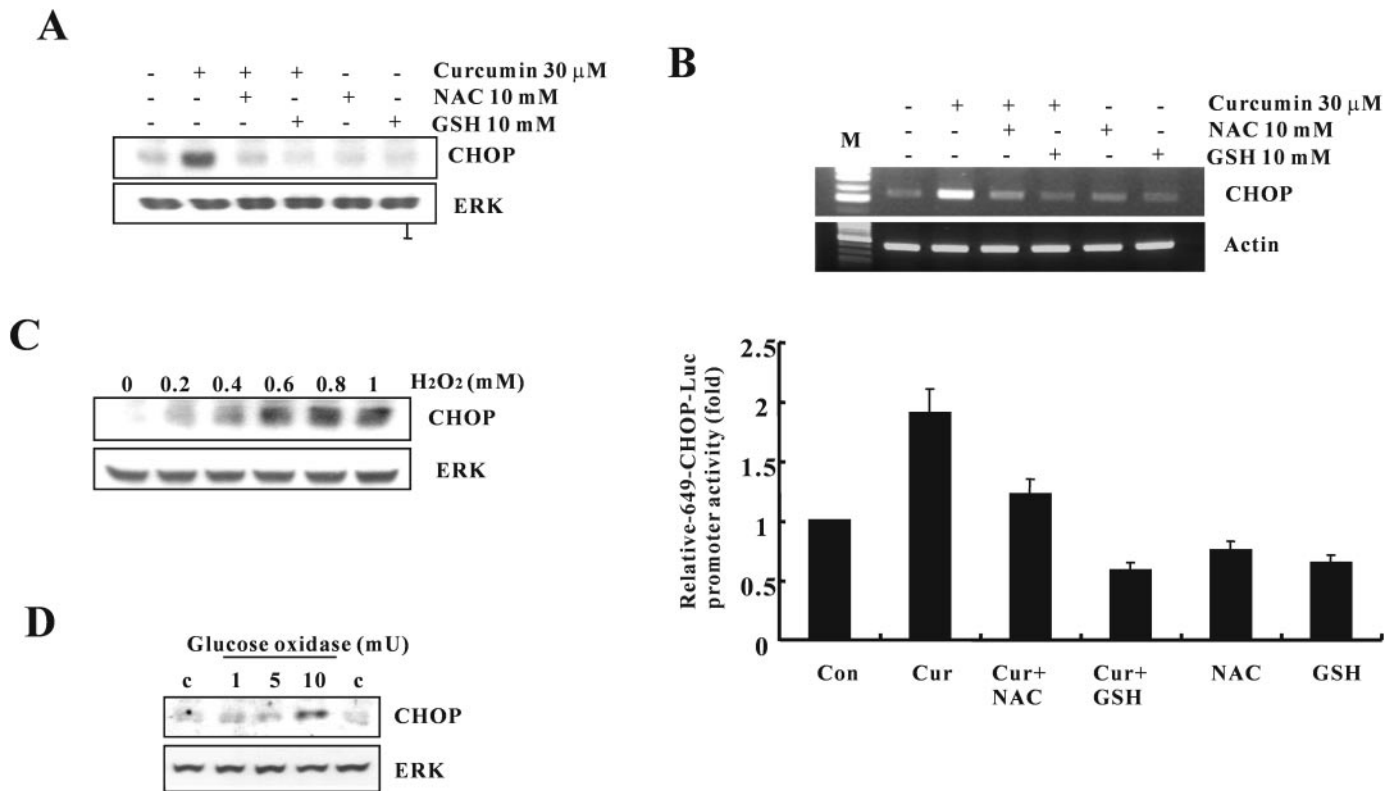 A
- + + + - - Curcumin 30 μM
- - + - + - NAC 10 mM
- - - + - + GSH 10 mM
CHOP
ERK
B
- + + + - - Curcumin 30 μM
- - + - + - NAC 10 mM
M - - - + - + GSH 10 mM
CHOP
Actin
C
0 0.2 0.4 0.6 0.8 1 H2O2 (mM)
CHOP
ERK
Relative-649-CHOP-Luc
promoter activity (fold)
2.5
2
1.5
1
0.5
0
Con Cur Cur+ Cur+ NAC GSH
NAC GSH
D
Glucose oxidase (mU)
c 1 5 10 c
CHOP
ERK